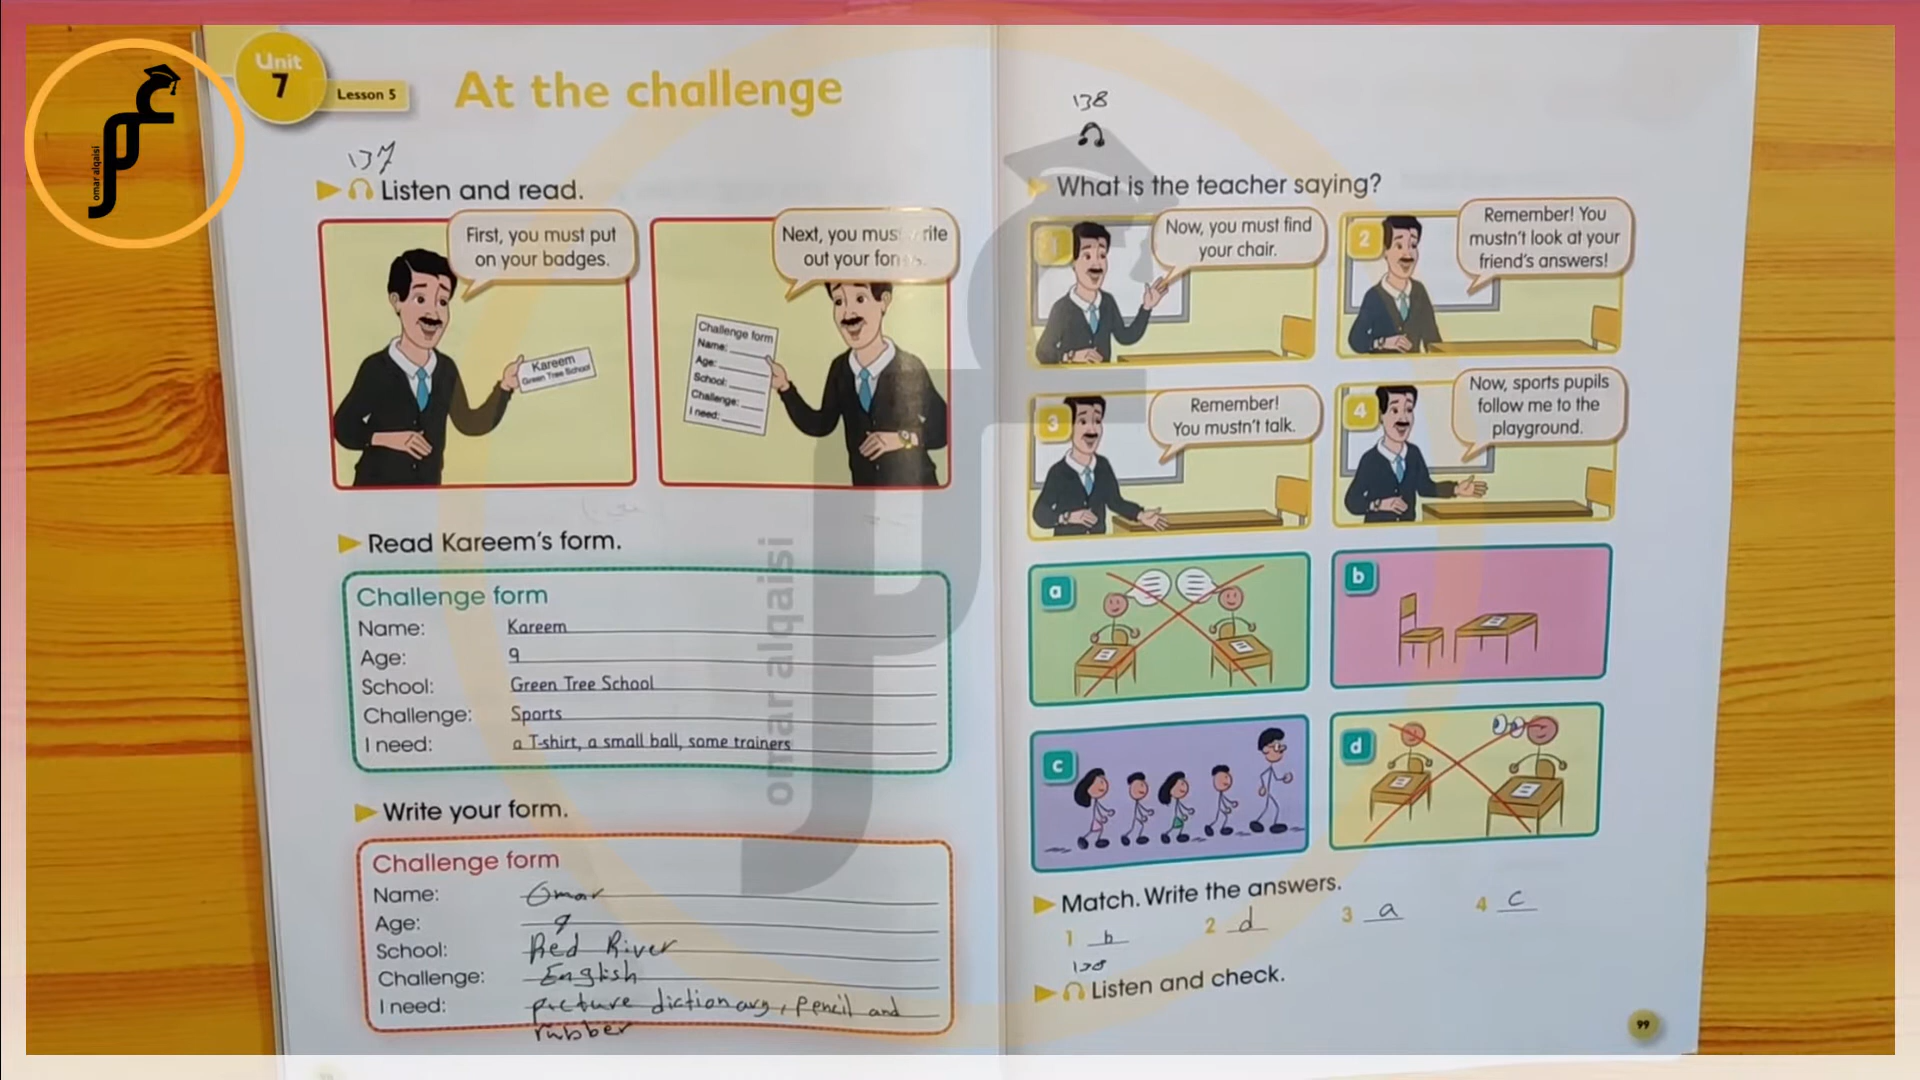 عمر
omar alqaisi
Unit
7
Lesson 5
At the challenge
137
Listen and read.
First, you must put
on your badges.
Kareem
Green Tree School
Next, you mus rite
out your for
Challenge form
Name:
Age:
School:
Challenge:
I need:
Read Kareem's form.
Challenge form
Name: Kareem
Age: 9
School: Green Tree School
Challenge: Sports
I need: a T-shirt, a small ball, some trainers
Write your form.
Challenge form
Name: Omar
Age: 9
School: Red River
Challenge: English
I need: picture dictionary, pencil and
rubber
omar alqaisi
138
What is the teacher saying?
1
Now, you must find
your chair.
2
Remember! You
mustn't look at your
friend's answers!
3
Remember!
You mustn't talk.
4
Now, sports pupils
follow me to the
playground.
a
b
c
d
Match. Write the answers.
1 b 2 d 3 a 4 c
138
Listen and check.
99